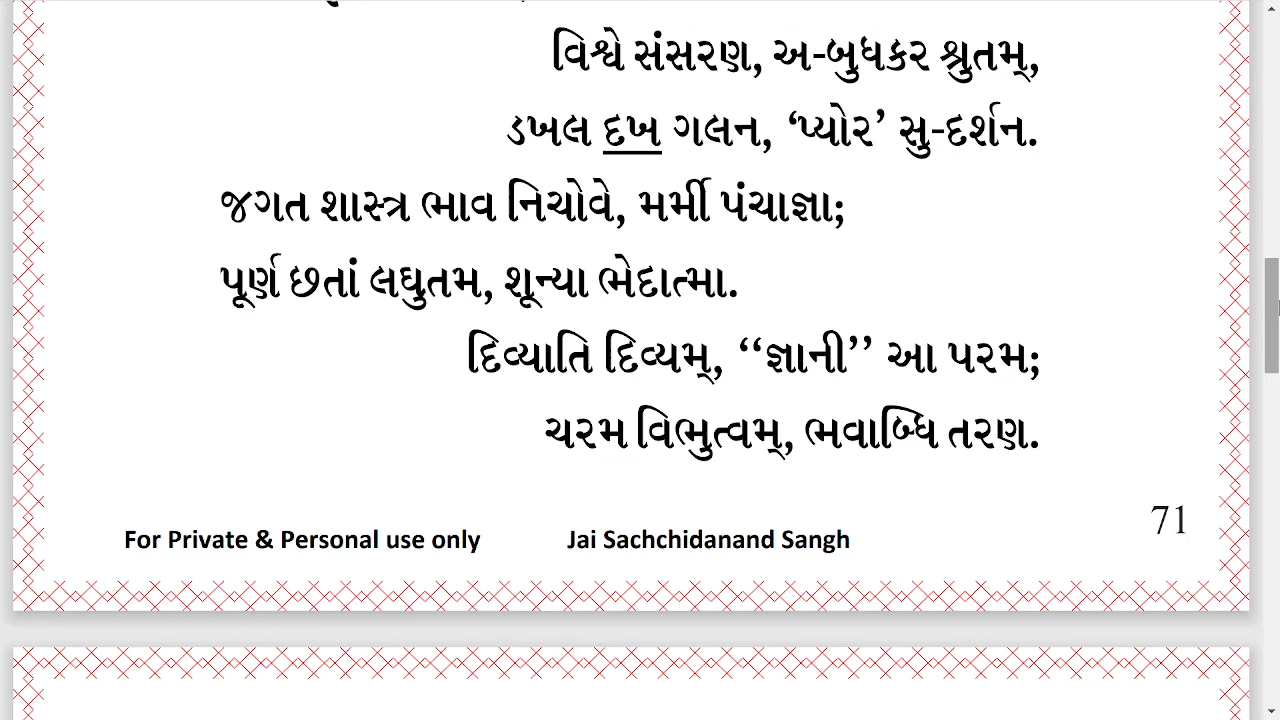 વિશ્વે સંસરણ, અ-બુધકર શ્રુતમ્,
ડખલ દખ ગલન, ‘પ્યોર’ સુ-દર્શન.
જગત શાસ્ત્ર ભાવ નિચોવે, મર્મી પંચાજ્ઞા;
પૂર્ણ છતાં લઘુતમ, શૂન્યા ભેદાત્મા.
દિવ્યાતિ દિવ્યમ્, ‘‘જ્ઞાની’’ આ પરમ;
ચરમ વિભુત્વમ્, ભવાબ્ધિ તરણ.
71
For Private & Personal use only Jai Sachchidanand Sangh